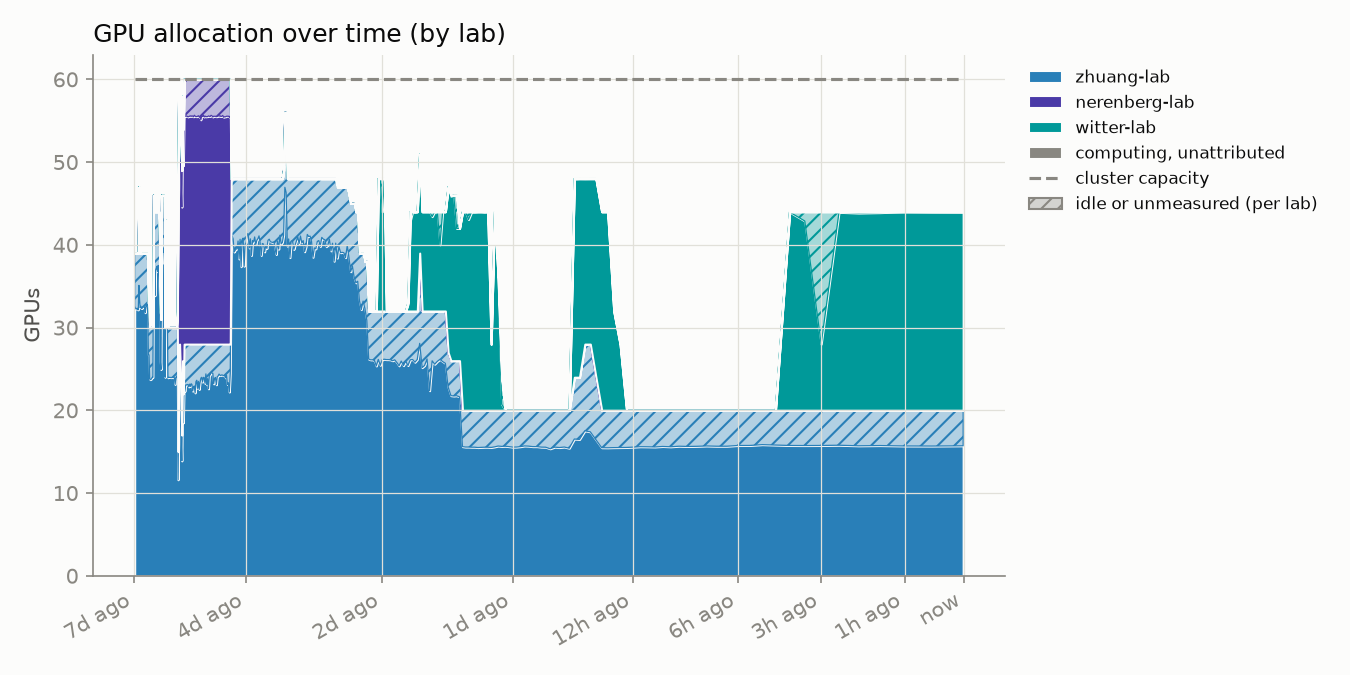 GPU allocation over time (by lab)
GPUs
60
50
40
30
20
10
0
7d ago
4d ago
2d ago
1d ago
12h ago
6h ago
3h ago
1h ago
now
zhuang-lab
nerenberg-lab
witter-lab
computing, unattributed
cluster capacity
idle or unmeasured (per lab)